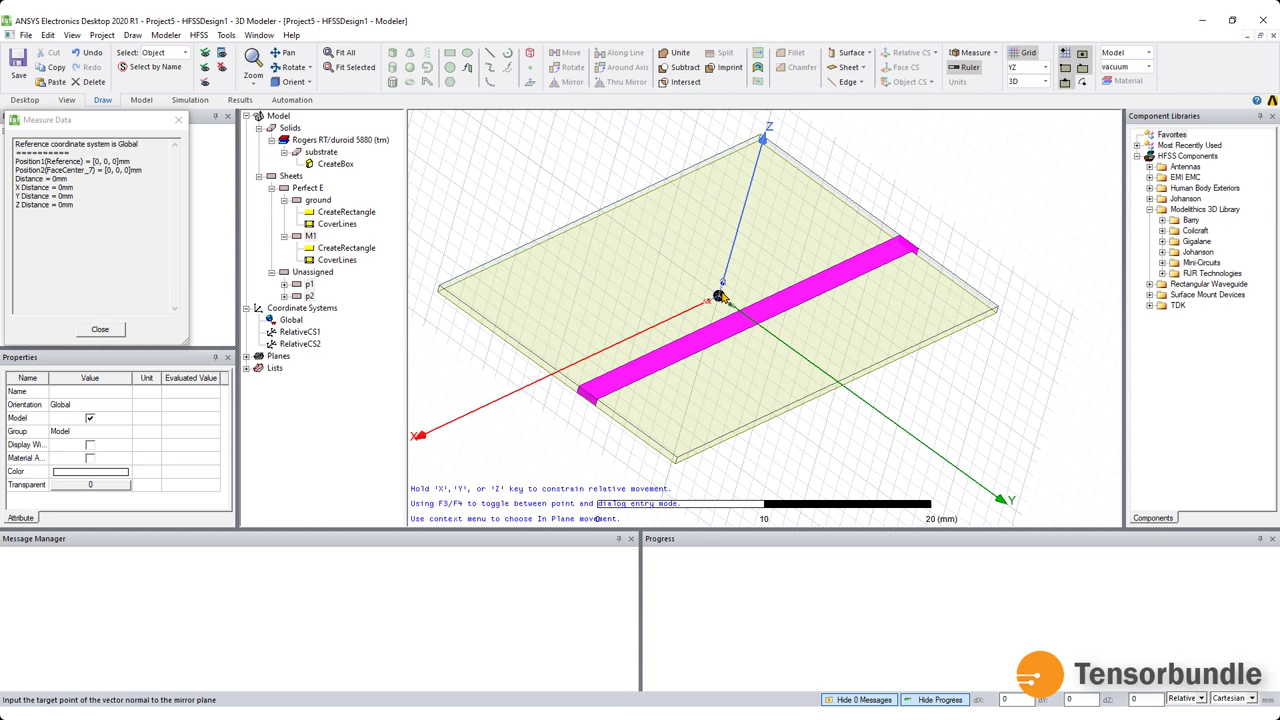 ANSYS Electronics Desktop 2020 R1 - Project5 - HFSSDesign1 - 3D Modeler - [Project5 - HFSSDesign1 - Modeler]
File Edit View Project Draw Modeler HFSS Tools Window Help
Save Cut Copy Paste Undo Redo Delete
Select: Object
Select by Name
Zoom Pan Rotate Orient Fit All Fit Selected
Move Rotate Mirror Along Line Around Axis Thru Mirror
Unite Subtract Intersect Split Imprint
Fillet Chamfer
Surface Sheet Edge
Relative CS Face CS Object CS
Measure Ruler Units
Grid YZ 3D
Model vacuum Material
Desktop View Draw Model Simulation Results Automation
Measure Data
Reference coordinate system is Global
==========
Position1(Reference) = [0, 0, 0]mm
Position2(FaceCenter_7) = [0, 0, 0]mm
Distance = 0mm
X Distance = 0mm
Y Distance = 0mm
Z Distance = 0mm
Close
Properties
Name Value Unit Evaluated Value
Name
Orientation Global
Model
Group Model
Display Wi...
Material A...
Color
Transparent 0
Attribute
Model
Solids
Rogers RT/duroid 5880 (tm)
substrate
CreateBox
Sheets
Perfect E
ground
CreateRectangle
CoverLines
M1
CreateRectangle
CoverLines
Unassigned
p1
p2
Coordinate Systems
Global
RelativeCS1
RelativeCS2
Planes
Lists
Z
X
Y
Hold 'X','Y', or 'Z' key to constrain relative movement.
Using F3/F4 to toggle between point and dialog entry mode.
Use context menu to choose In Plane movement.
0 10 20 (mm)
Component Libraries
Favorites
Most Recently Used
HFSS Components
Antennas
EMI EMC
Human Body Exteriors
Johanson
Modelithics 3D Library
Barry
Coilcraft
Gigalane
Johanson
Mini-Circuits
RJR Technologies
Rectangular Waveguide
Surface Mount Devices
TDK
Components
Message Manager
Progress
Tensorbundle
Input the target point of the vector normal to the mirror plane
Hide 0 Messages Hide Progress dX: 0 dY: 0 dZ: 0 Relative Cartesian mm